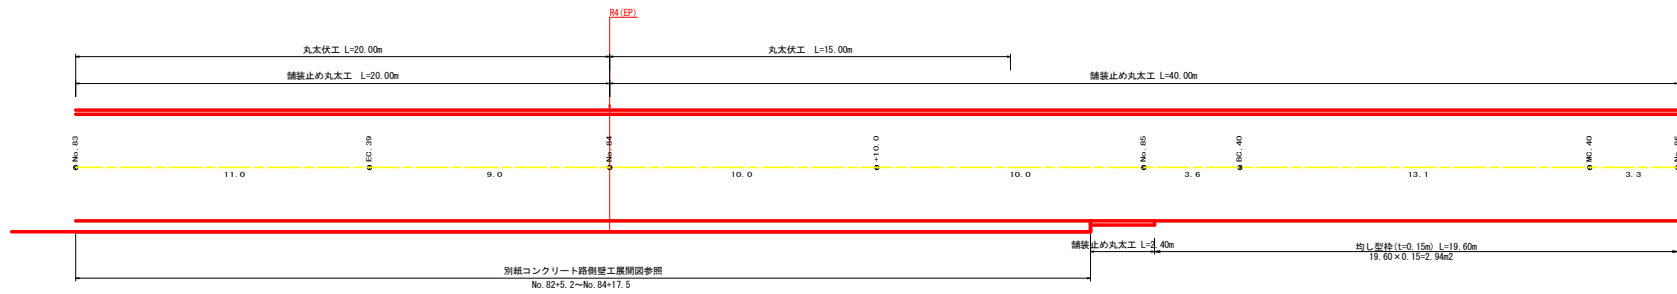 R4(EP)
丸太伏工 L=20.00m
丸太伏工 L=15.00m
舗装止め丸太工 L=20.00m
舗装止め丸太工 L=40.00m
No.83
EC.39
No.84
+10.0
No.85
BC.40
MC.40
11.0
9.0
10.0
10.0
3.6
13.1
3.3
舗装止め丸太工 L=2.40m
均し型枠(t=0.15m) L=19.60m
19.60×0.15=2.94m2
別紙コンクリート路側壁工展開図参照
No.82+5.2～No.84+17.5